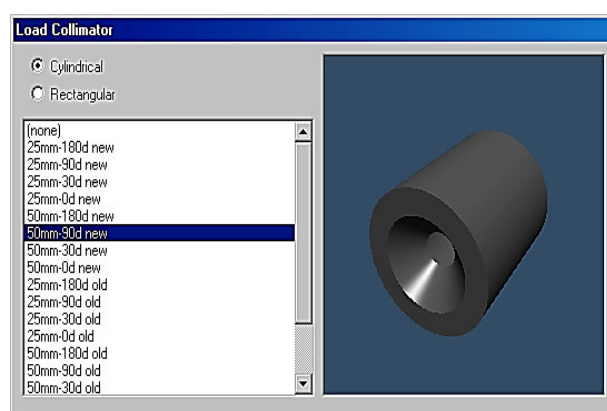 Load Collimator
Cylindrical
Rectangular
(none)
25mm-180d new
25mm-90d new
25mm-30d new
25mm-0d new
50mm-180d new
50mm-90d new
50mm-30d new
50mm-0d new
25mm-180d old
25mm-90d old
25mm-30d old
25mm-0d old
50mm-180d old
50mm-90d old
50mm-30d old